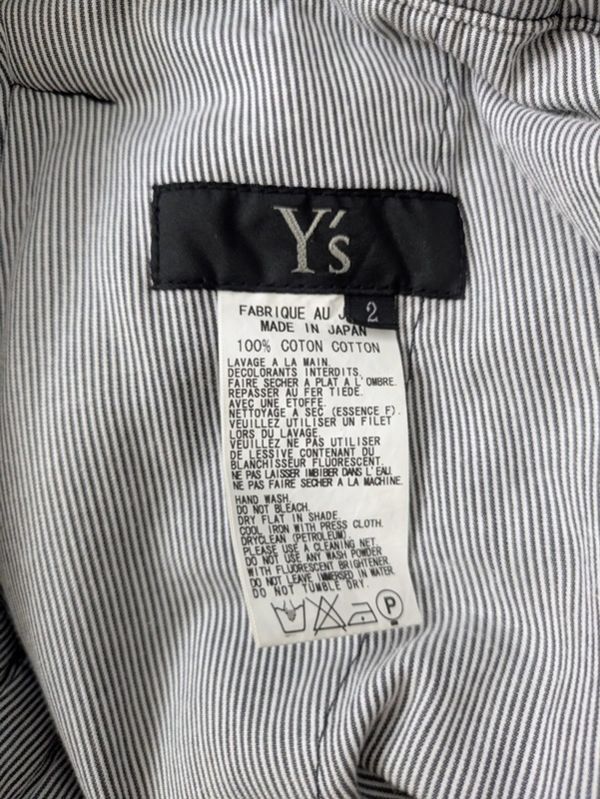 Y's
2
FABRIQUE AU J
MADE IN JAPAN
100% COTON COTTON
LAVAGE A LA MAIN.
DECOLORANTS INTERDITS.
FAIRE SECHER A PLAT A L'OMBRE.
REPASSER AU FER TIEDE.
AVEC UNE ETOFFE.
NETTOYAGE A SEC (ESSENCE F).
VEUILLEZ UTILISER UN FILET
LORS DU LAVAGE.
VEUILLEZ NE PAS UTILISER
DE LESSIVE CONTENANT DU
BLANCHISSEUR FLUORESCENT.
NE PAS LAISSER IMBIBER DANS L'EAU.
NE PAS FAIRE SECHER A LA MACHINE.
HAND WASH.
DO NOT BLEACH.
DRY FLAT IN SHADE
COOL IRON WITH PRESS CLOTH.
DRYCLEAN (PETROLEUM)
PLEASE USE A CLEANING NET.
DO NOT USE ANY WASH POWDER
WITH FLUORESCENT BRIGHTENER
DO NOT LEAVE IMMERSED IN WATER.
DO NOT TUMBLE DRY.
P